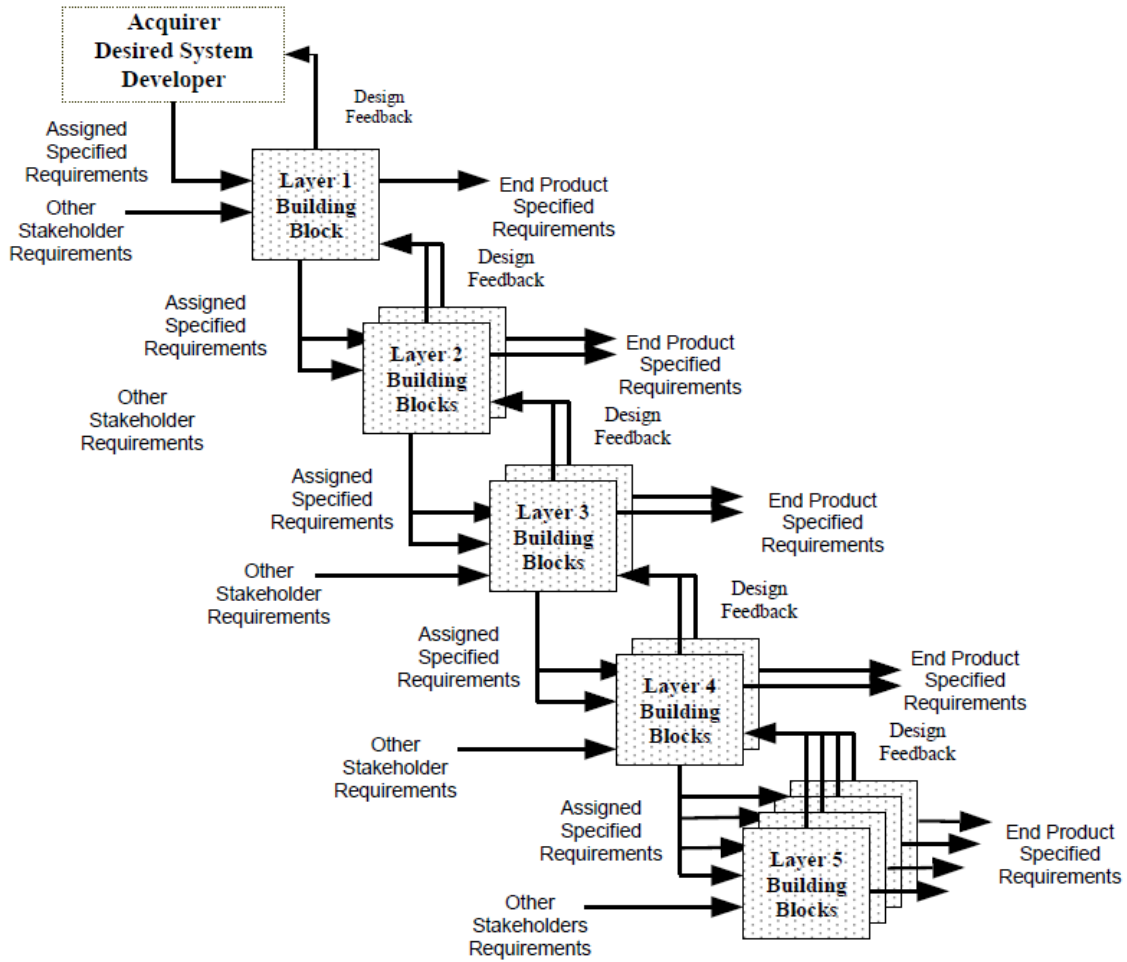 Acquirer
Desired System
Developer
Design
Feedback
Assigned
Specified
Requirements
Layer 1
Building
Block
End Product
Specified
Requirements
Other
Stakeholder
Requirements
Design
Feedback
Assigned
Specified
Requirements
Layer 2
Building
Blocks
End Product
Specified
Requirements
Other
Stakeholder
Requirements
Design
Feedback
Assigned
Specified
Requirements
Layer 3
Building
Blocks
End Product
Specified
Requirements
Other
Stakeholder
Requirements
Design
Feedback
Assigned
Specified
Requirements
Layer 4
Building
Blocks
End Product
Specified
Requirements
Other
Stakeholder
Requirements
Design
Feedback
Assigned
Specified
Requirements
Layer 5
Building
Blocks
End Product
Specified
Requirements
Other
Stakeholders
Requirements